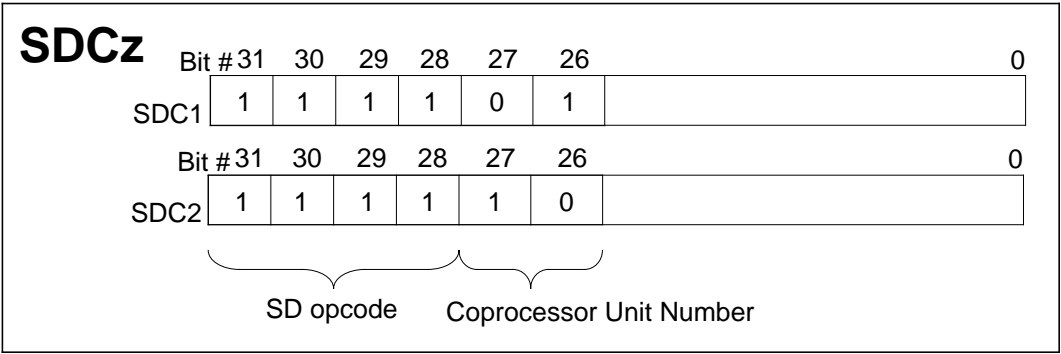 SDCz
Bit # 31 30 29 28 27 26 0
SDC1 1 1 1 1 0 1
Bit # 31 30 29 28 27 26 0
SDC2 1 1 1 1 1 0
SD opcode Coprocessor Unit Number